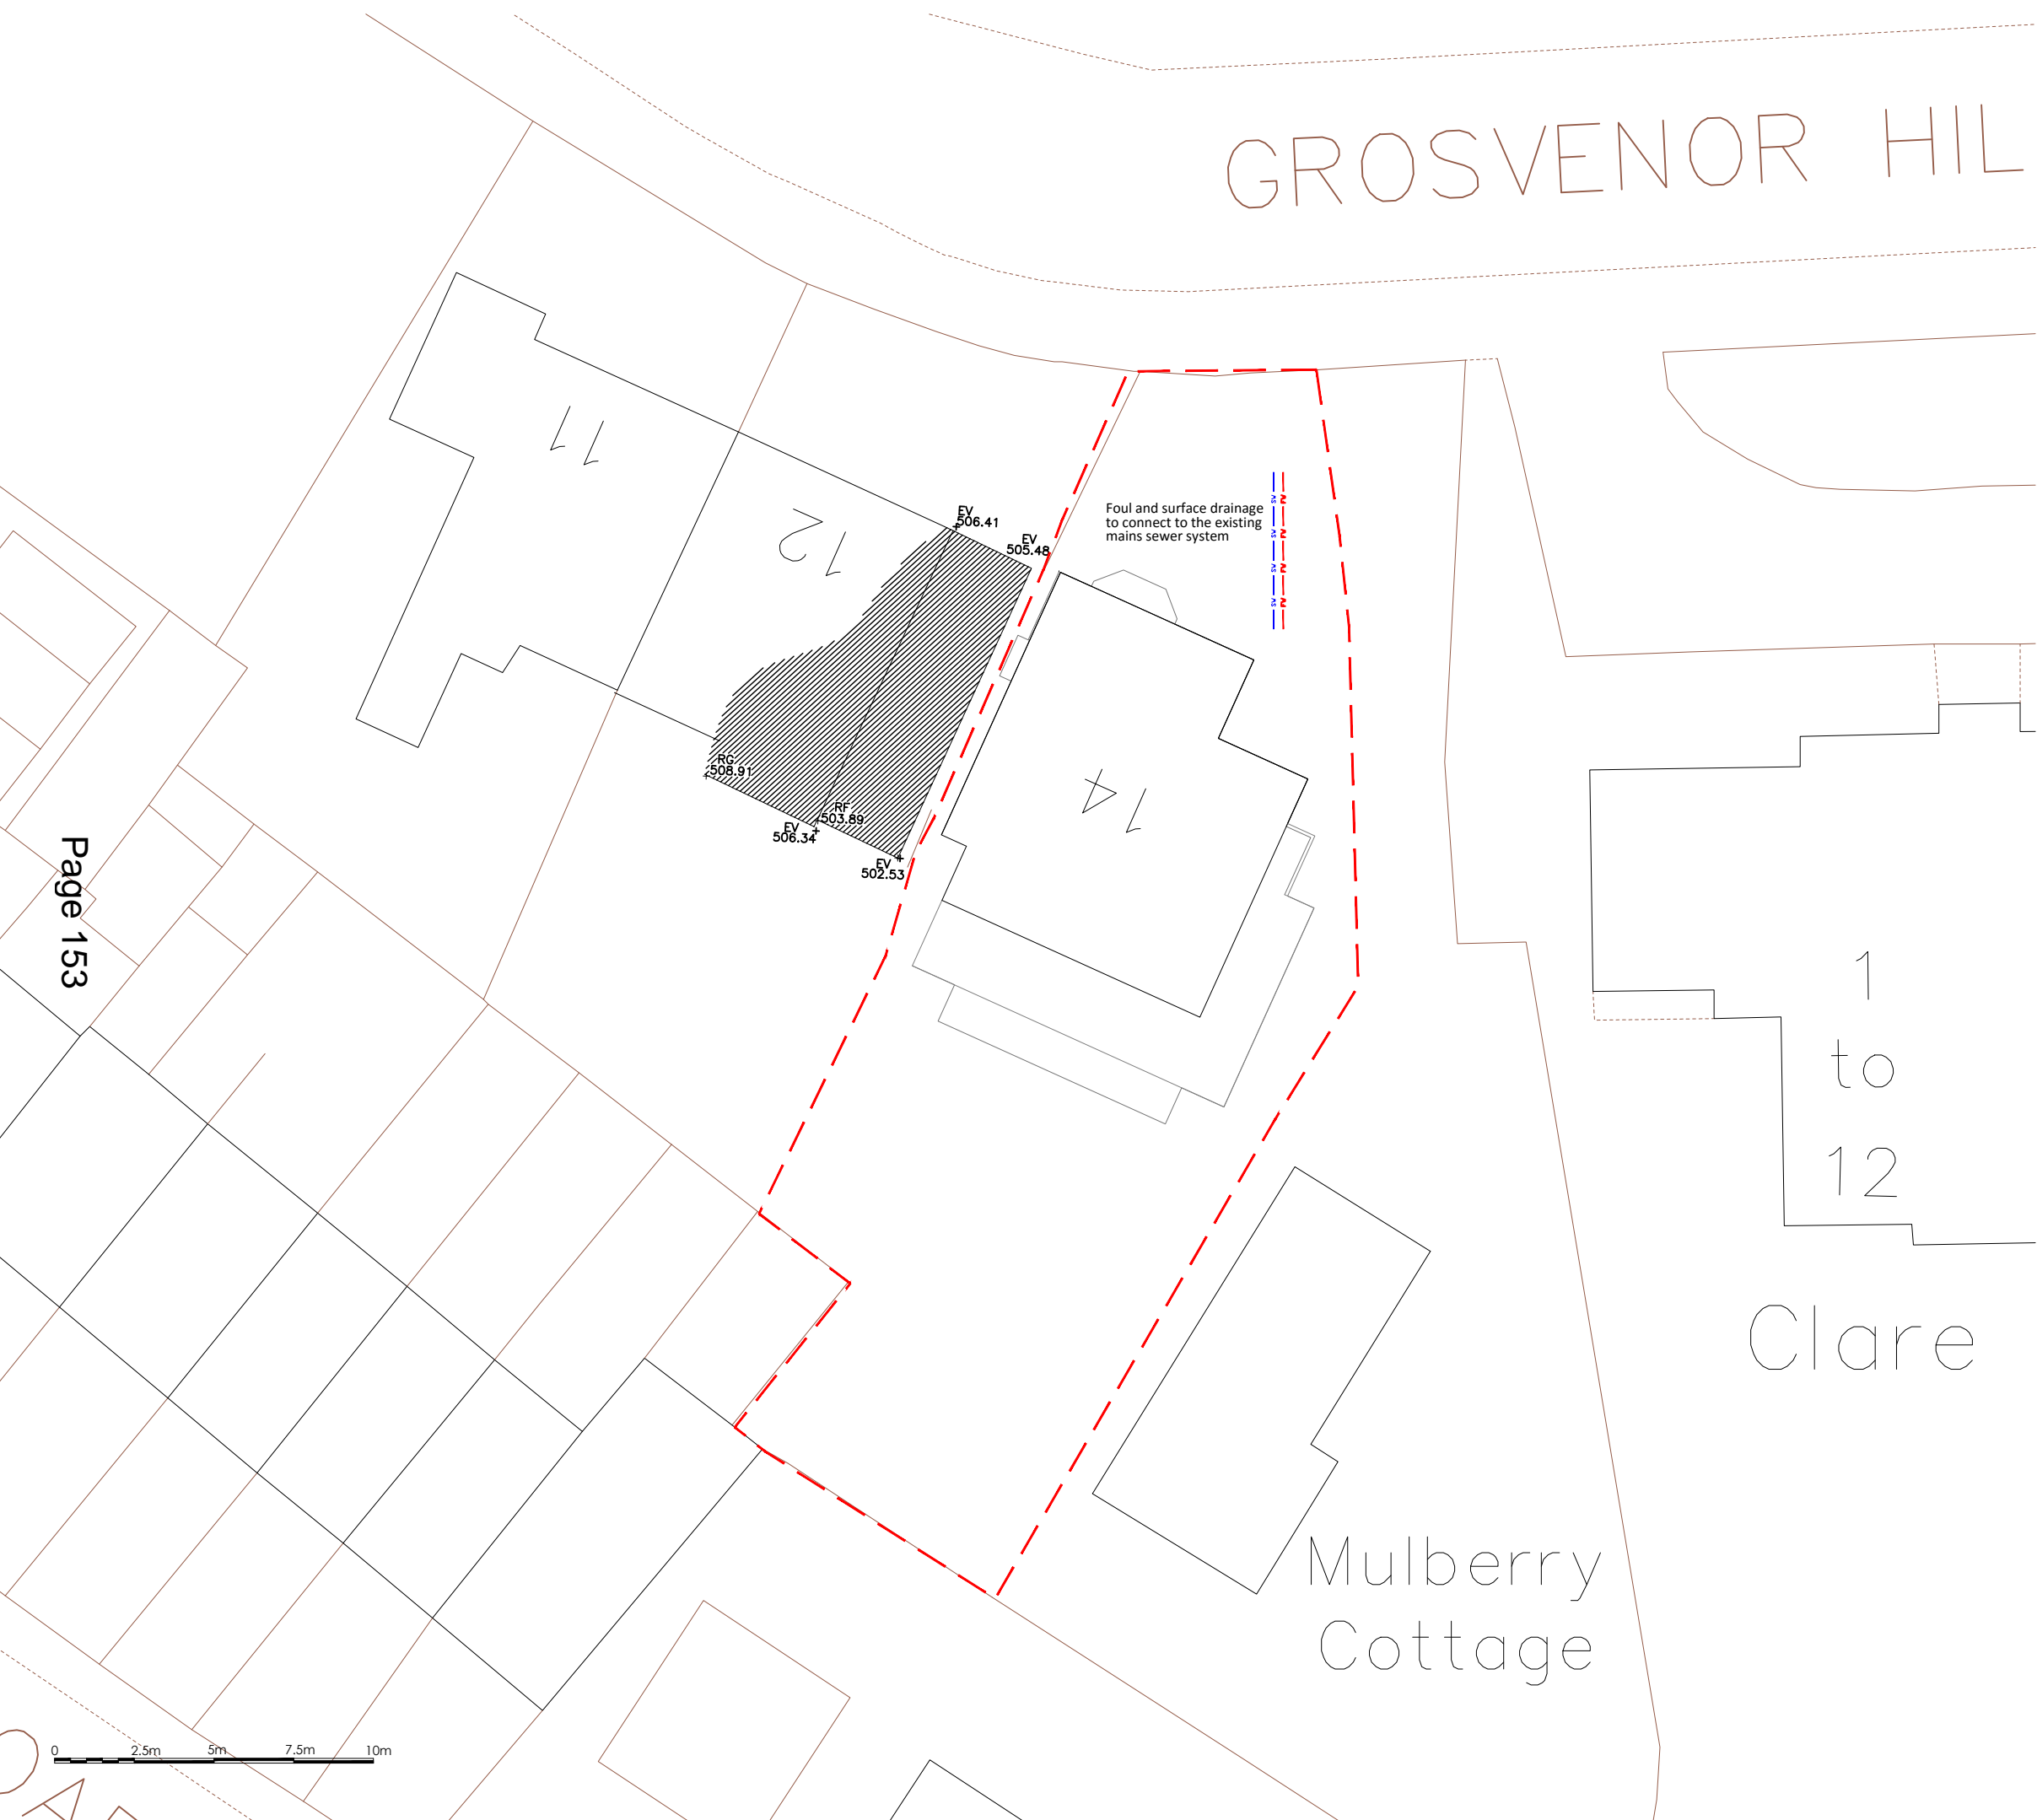 GROSVENOR HIL
11
12
EV
506.41
EV
505.48
Foul and surface drainage
to connect to the existing
mains sewer system
RG
508.91
RF
503.89
EV
506.34
EV
502.53
14
Page 153
1
to
12
Clare
Mulberry
Cottage
0 2.5m 5m 7.5m 10m